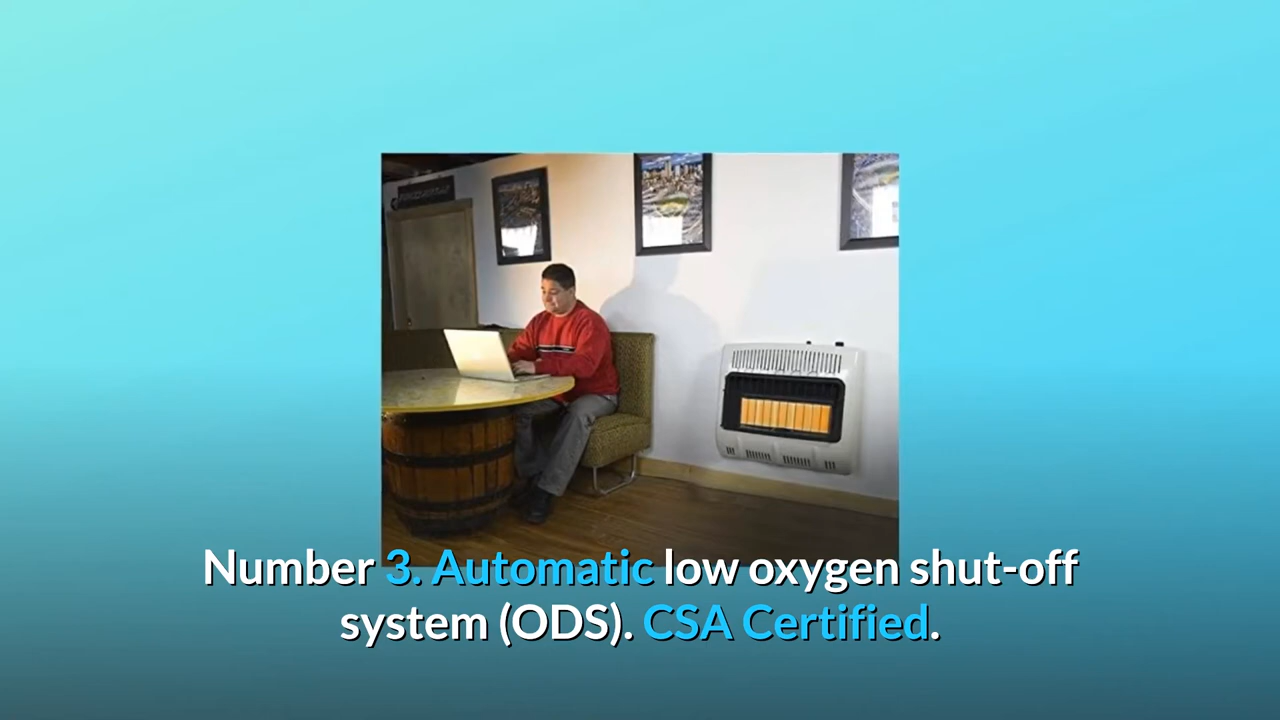 Number 3. Automatic low oxygen shut-off
system (ODS). CSA Certified.